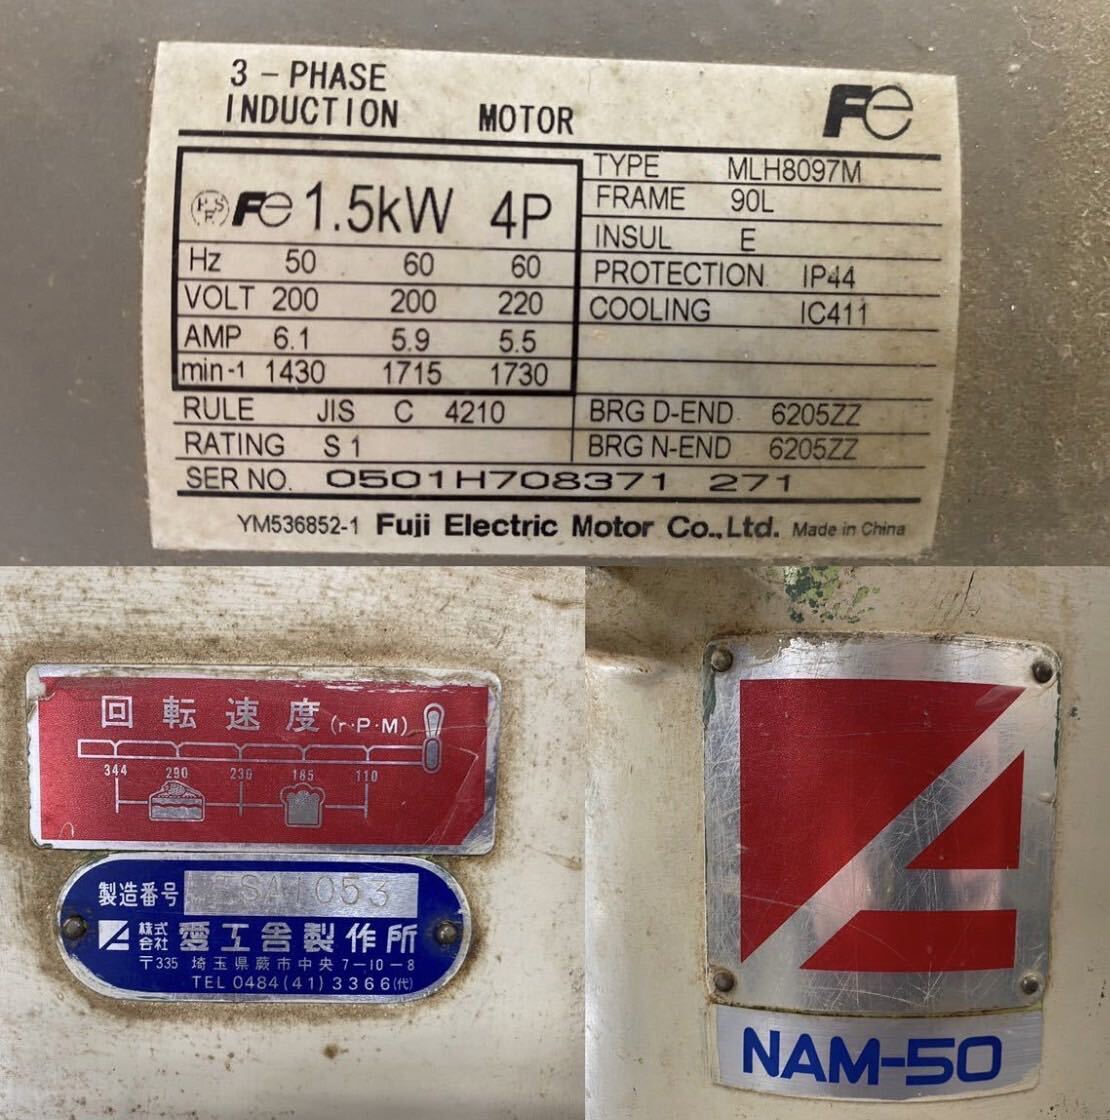 3-PHASE
INDUCTION MOTOR
Fe
Fe 1.5kW 4P
Hz 50 60 60
VOLT 200 200 220
AMP 6.1 5.9 5.5
min-1 1430 1715 1730
RULE JIS C 4210
RATING S1
TYPE MLH8097M
FRAME 90L
INSUL E
PROTECTION IP44
COOLING IC411
BRG D-END 6205ZZ
BRG N-END 6205ZZ
SER NO. 0501H708371 271
YM536852-1 Fuji Electric Motor Co.,Ltd. Made in China
回転速度(r·P·M)
344 290 230 185 110
製造番号
株式会社 愛工舎製作所
〒335 埼玉県蕨市中央7-10-8
TEL 0484(41)3366(代)
NAM-50